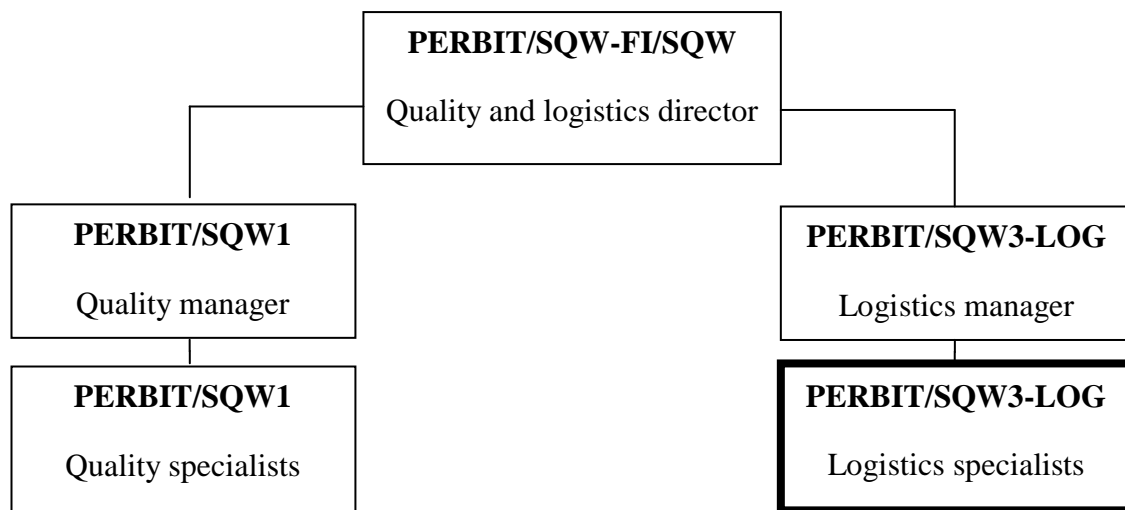 PERBIT/SQW-FI/SQW
Quality and logistics director
PERBIT/SQW1
Quality manager
PERBIT/SQW3-LOG
Logistics manager
PERBIT/SQW1
Quality specialists
PERBIT/SQW3-LOG
Logistics specialists